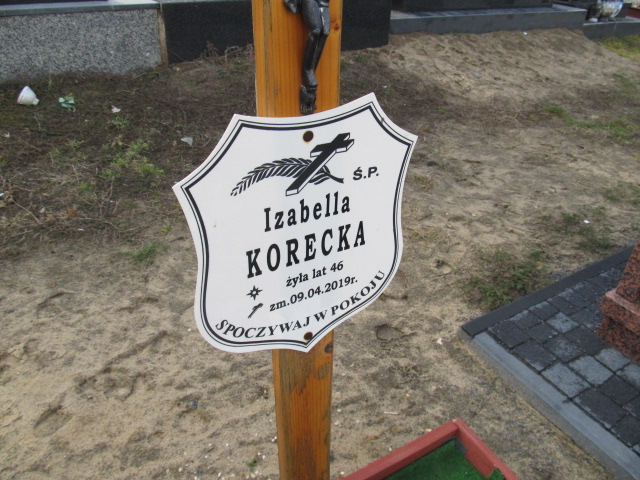 Ś.P.
Izabella
KORECKA
żyła lat 46
zm.09.04.2019r.
SPOCZYWAJ W POKOJU